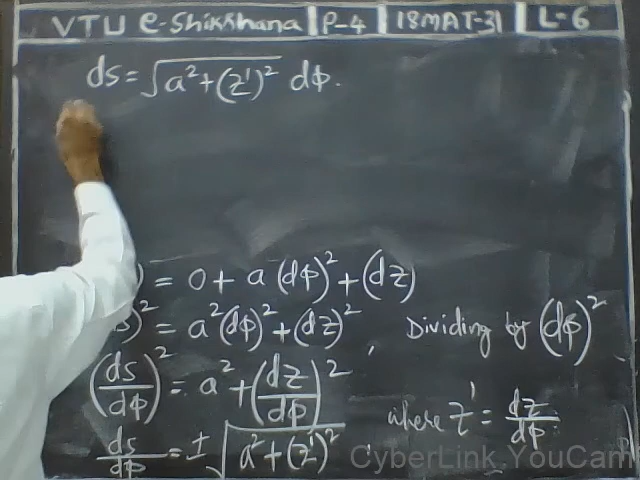 VTU e-Shikshana | P-4 | 18MAT-31 | L-6
ds = √(a² + (z')²) dφ.
) = 0 + a (dφ)² + (dz)
)² = a²(dφ)² + (dz)² , Dividing by (dφ)²
(ds/dφ)² = a² + (dz/dφ)²
where z' = dz/dφ
ds/dφ = ± √(a² + (z')²)
CyberLink YouCam